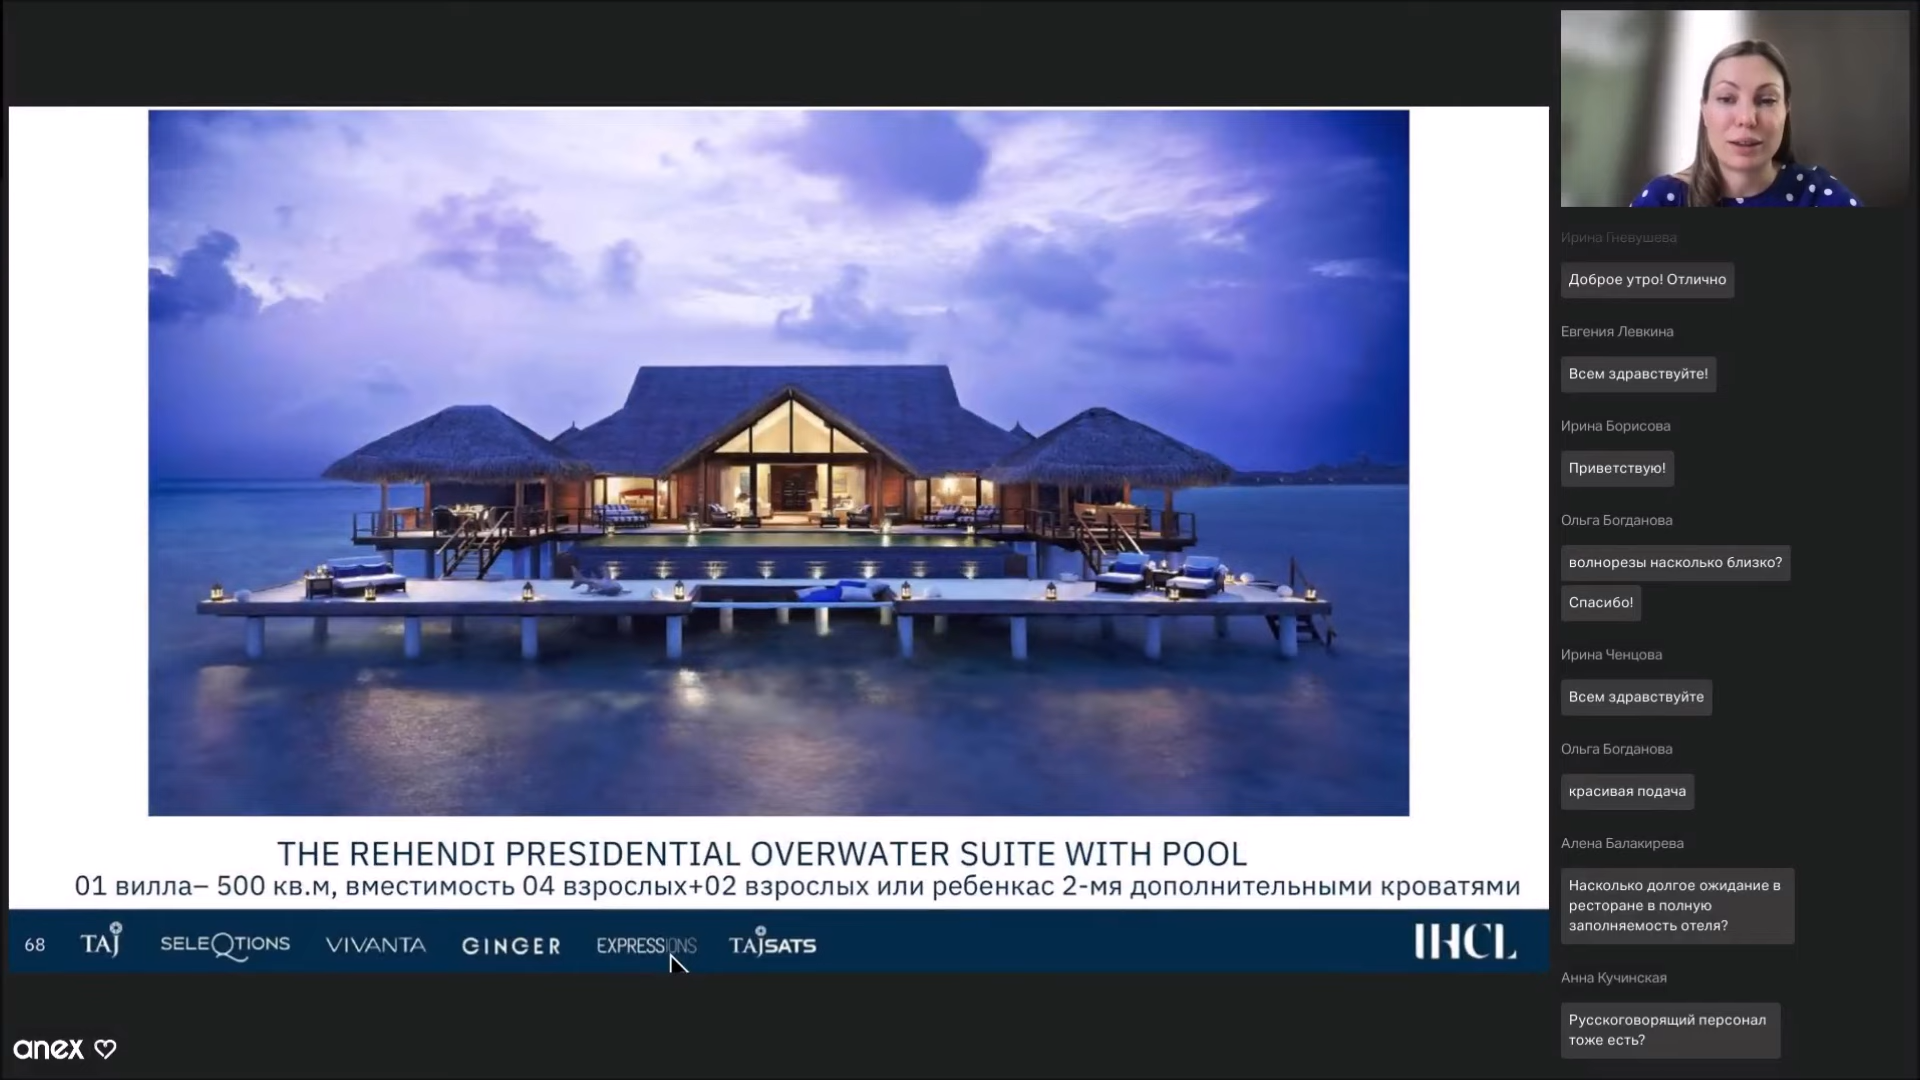 THE REHENDI PRESIDENTIAL OVERWATER SUITE WITH POOL
01 вилла– 500 кв.м, вместимость 04 взрослых+02 взрослых или ребенкас 2-мя дополнительными кроватями
68
TAJ
SELEQTIONS
VIVANTA
GINGER
EXPRESSIONS
TAJSATS
IHCL
anex
Ирина Гневушева
Доброе утро! Отлично
Евгения Левкина
Всем здравствуйте!
Ирина Борисова
Приветствую!
Ольга Богданова
волнорезы насколько близко?
Спасибо!
Ирина Ченцова
Всем здравствуйте
Ольга Богданова
красивая подача
Алена Балакирева
Насколько долгое ожидание в
ресторане в полную
заполняемость отеля?
Анна Кучинская
Русскоговорящий персонал
тоже есть?